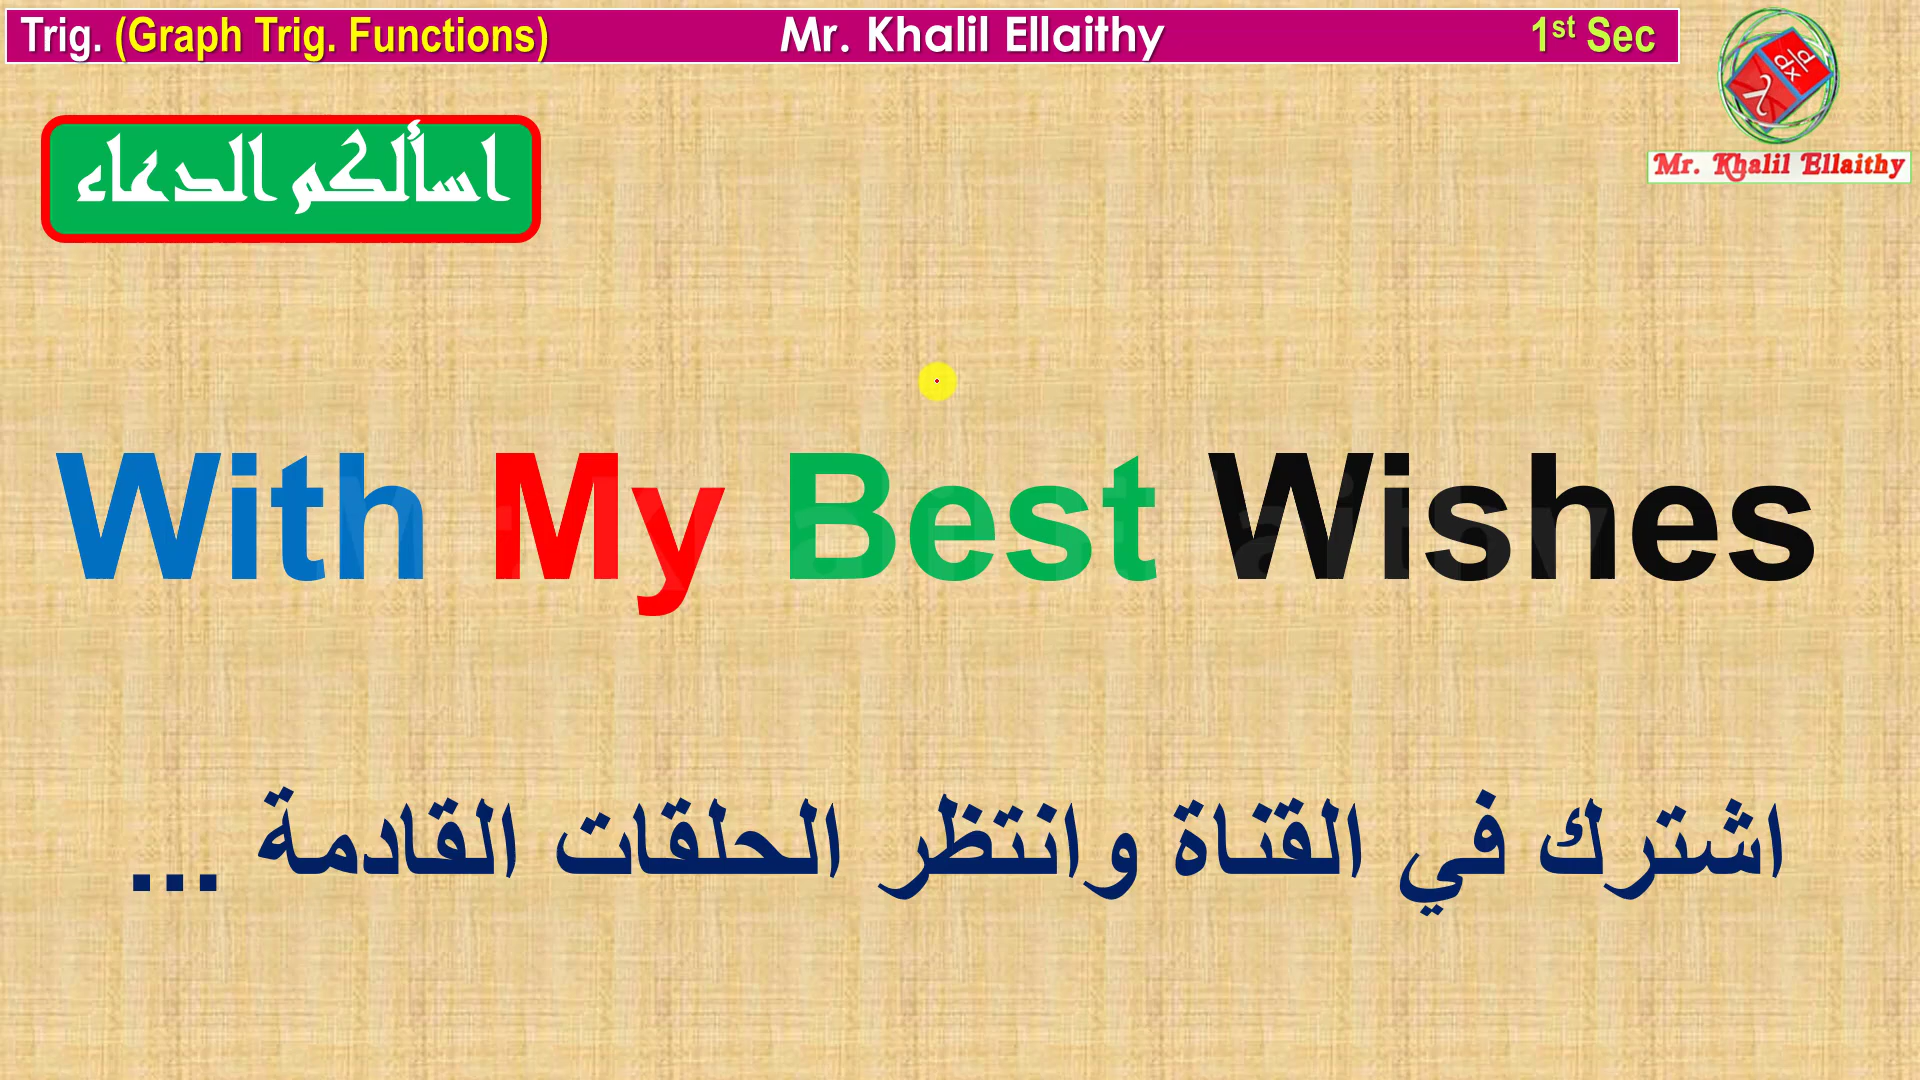 Trig. (Graph Trig. Functions) Mr. Khalil Ellaithy 1st Sec
λ d/dx
Mr. Khalil Ellaithy
اسألكم الدعاء
With My Best Wishes
اشترك في القناة وانتظر الحلقات القادمة ...